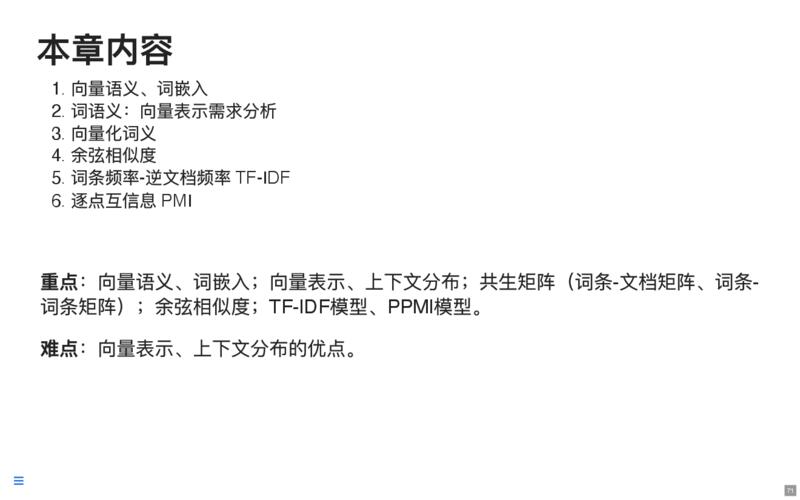 本章内容
1. 向量语义、词嵌入
2. 词语义：向量表示需求分析
3. 向量化词义
4. 余弦相似度
5. 词条频率-逆文档频率 TF-IDF
6. 逐点互信息 PMI
重点：向量语义、词嵌入；向量表示、上下文分布；共生矩阵（词条-文档矩阵、词条-
词条矩阵）；余弦相似度；TF-IDF模型、PPMI模型。
难点：向量表示、上下文分布的优点。
71